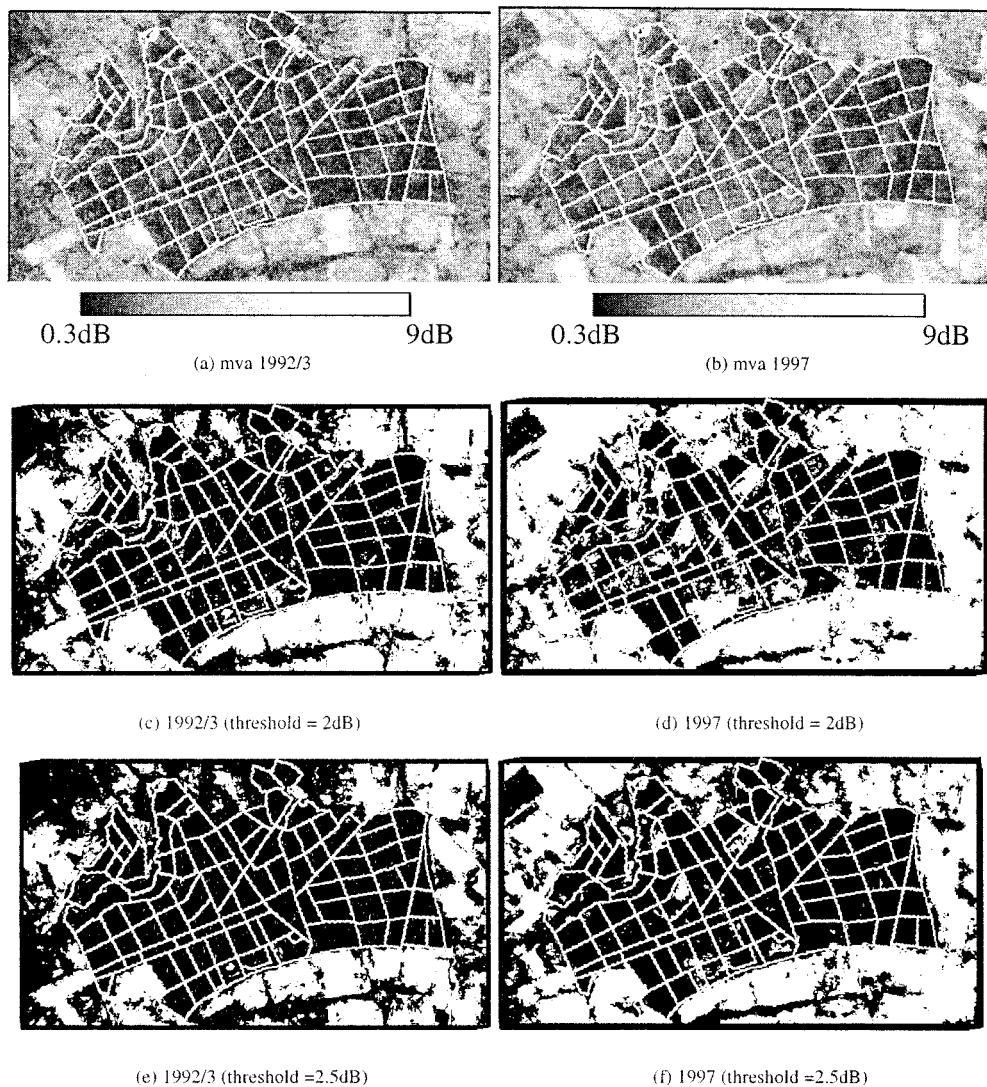 0.3dB 9dB 0.3dB 9dB
(a) mva 1992/3 (b) mva 1997
(c) 1992/3 (threshold = 2dB) (d) 1997 (threshold = 2dB)
(e) 1992/3 (threshold =2.5dB) (f) 1997 (threshold =2.5dB)